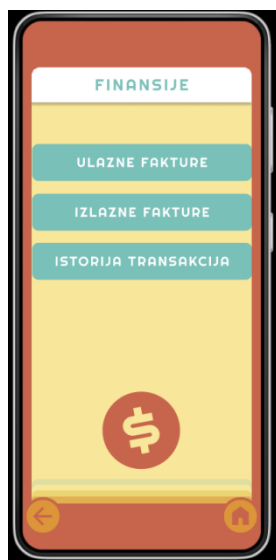 FINANSIJE
ULAZNE FAKTURE
IZLAZNE FAKTURE
ISTORIJA TRANSAKCIJA
$